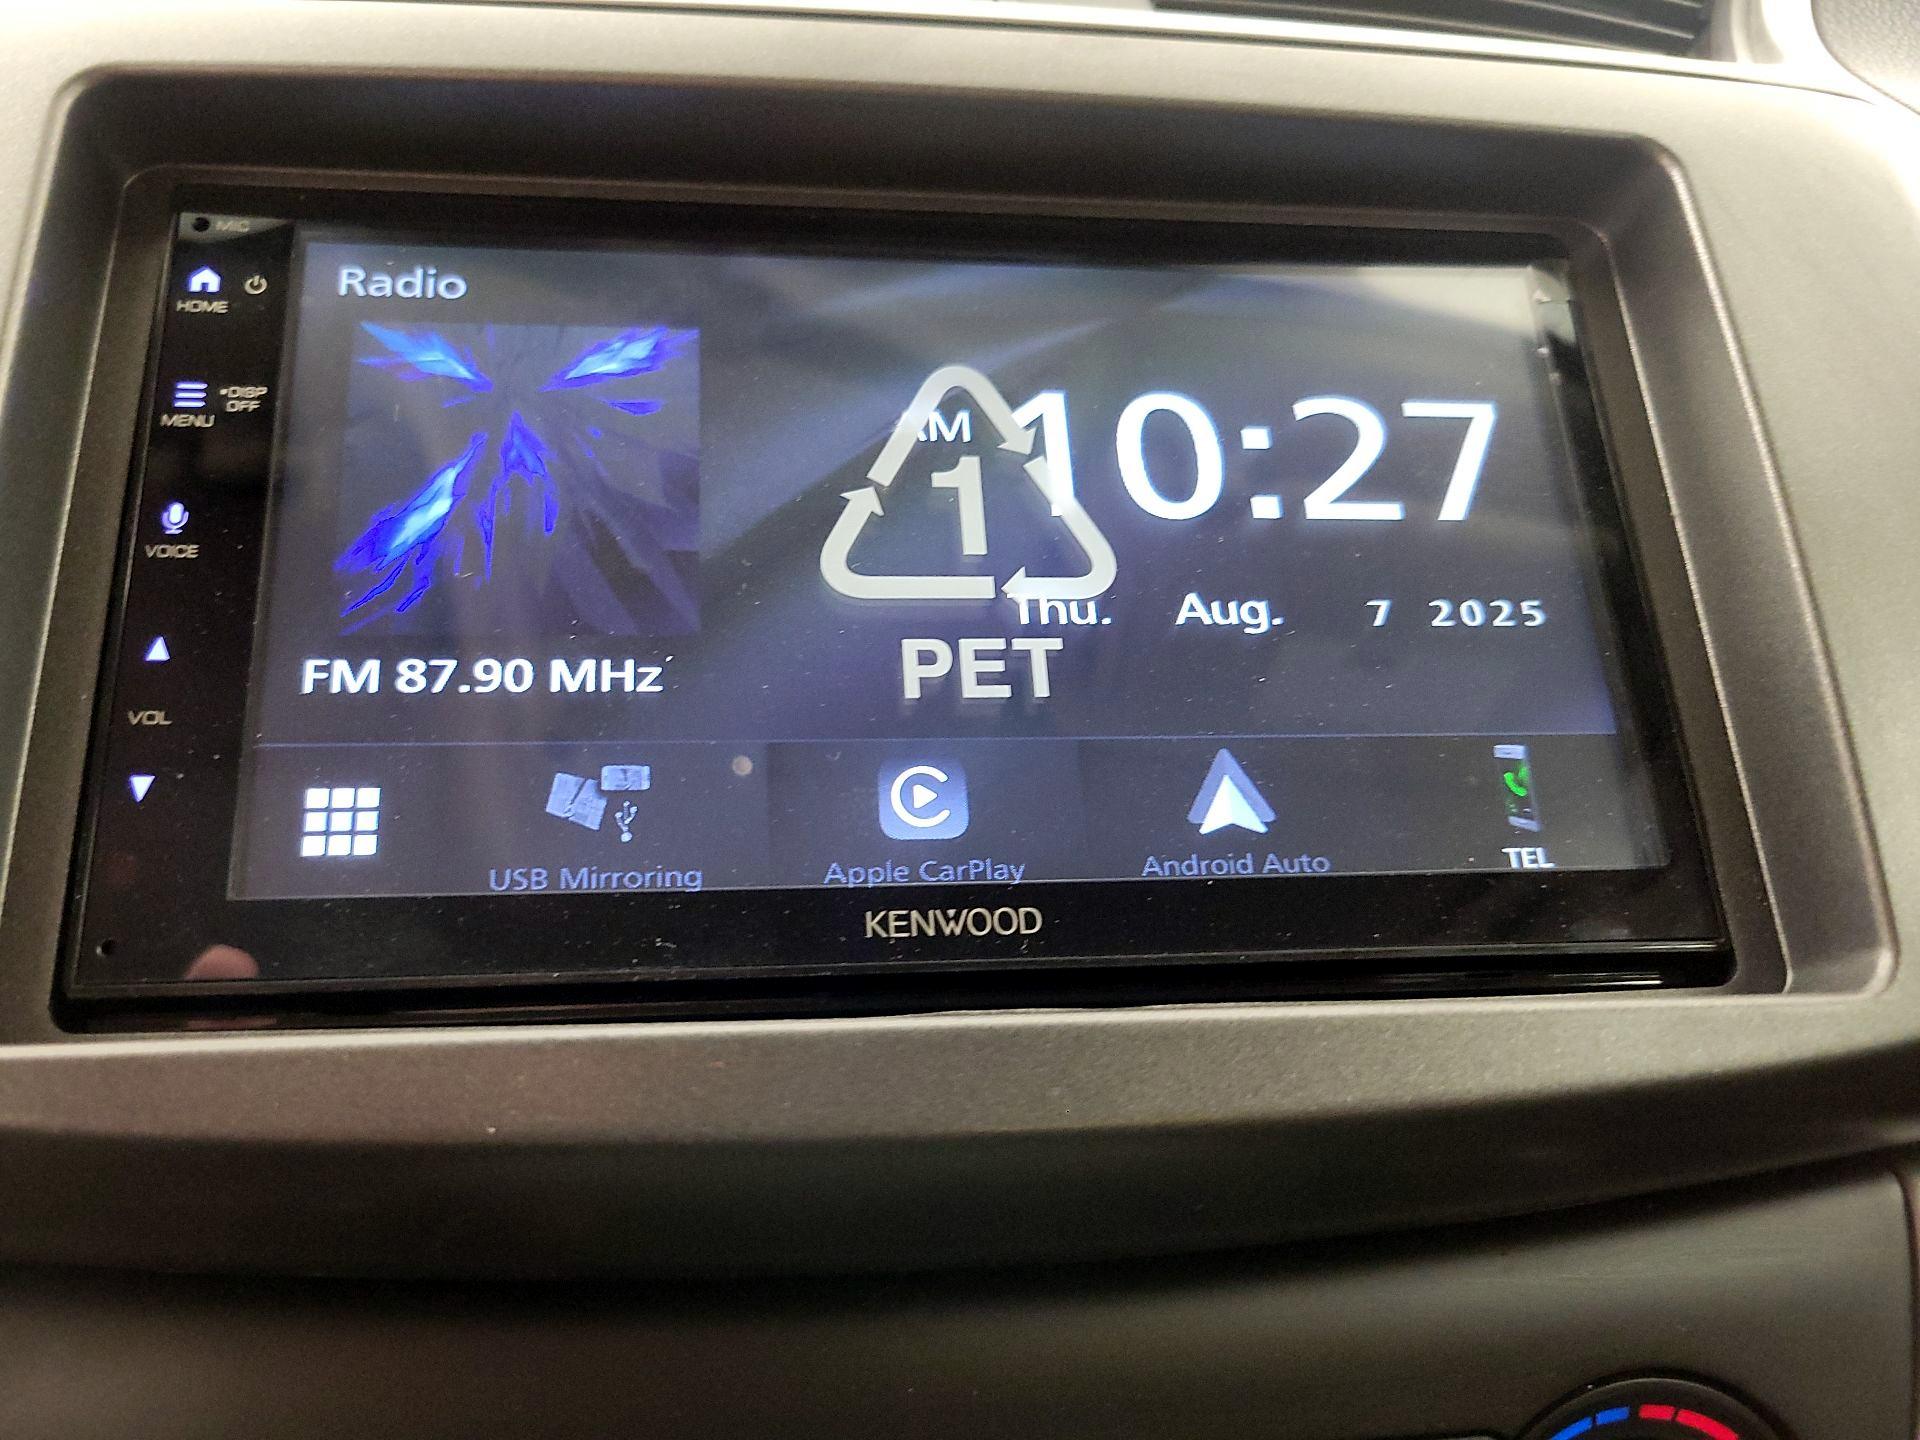 MIC
HOME
Radio
MENU
•DISP
OFF
AM 10:27
1
VOICE
Thu. Aug. 7 2025
PET
FM 87.90 MHz
VOL
USB Mirroring
Apple CarPlay
Android Auto
TEL
KENWOOD